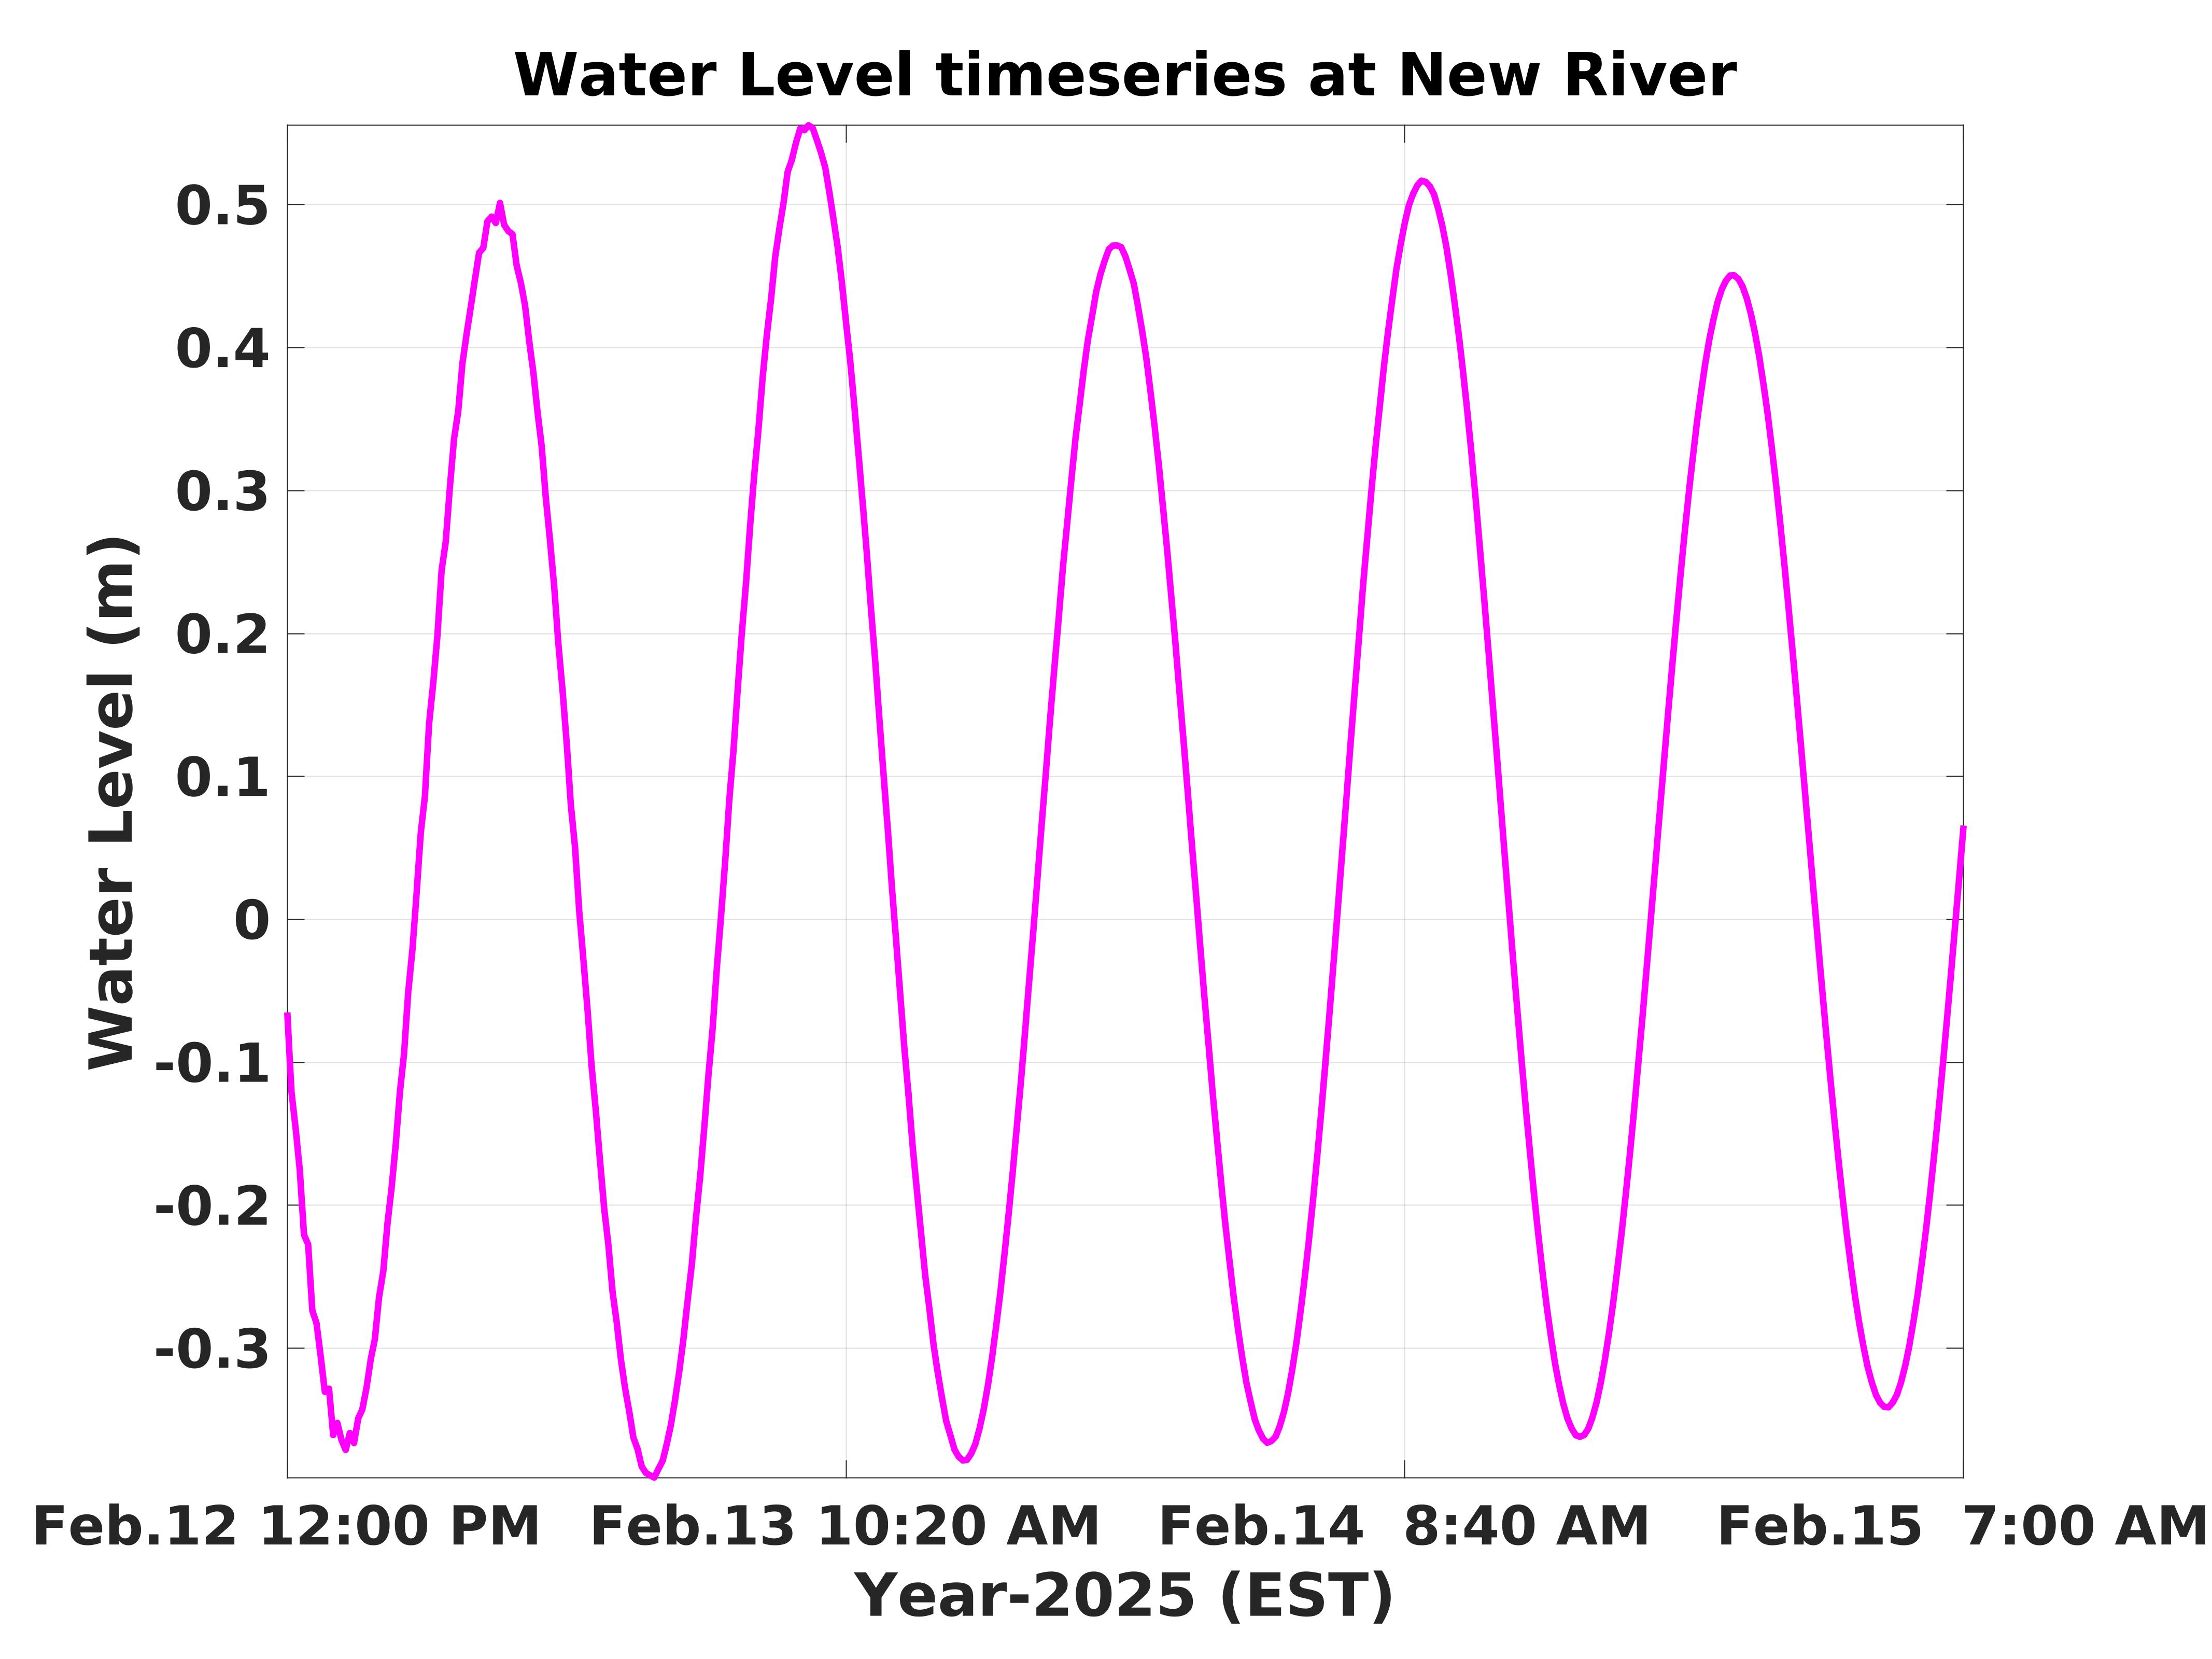 Water Level timeseries at New River
Water Level (m)
0.5
0.4
0.3
0.2
0.1
0
-0.1
-0.2
-0.3
Feb.12 12:00 PM Feb.13 10:20 AM Feb.14 8:40 AM Feb.15 7:00 AM
Year-2025 (EST)